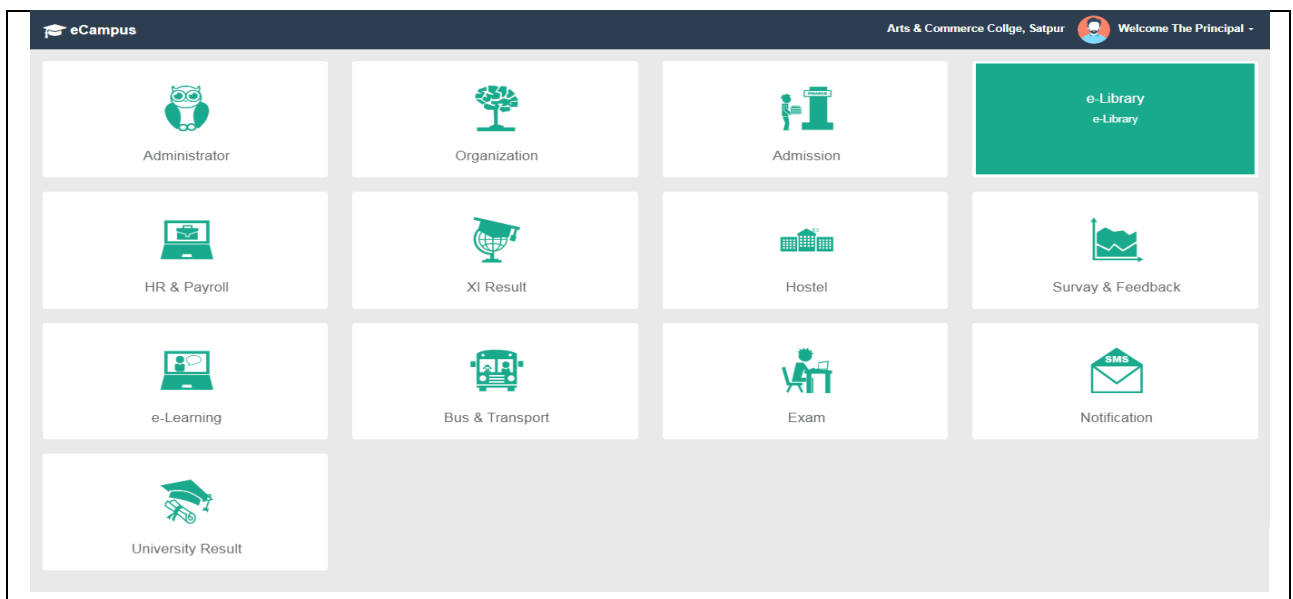 eCampus
Arts & Commerce Collge, Satpur
Welcome The Principal
Administrator
Organization
Admission
e-Library
e-Library
HR & Payroll
XI Result
Hostel
Survay & Feedback
e-Learning
Bus & Transport
Exam
SMS
Notification
University Result